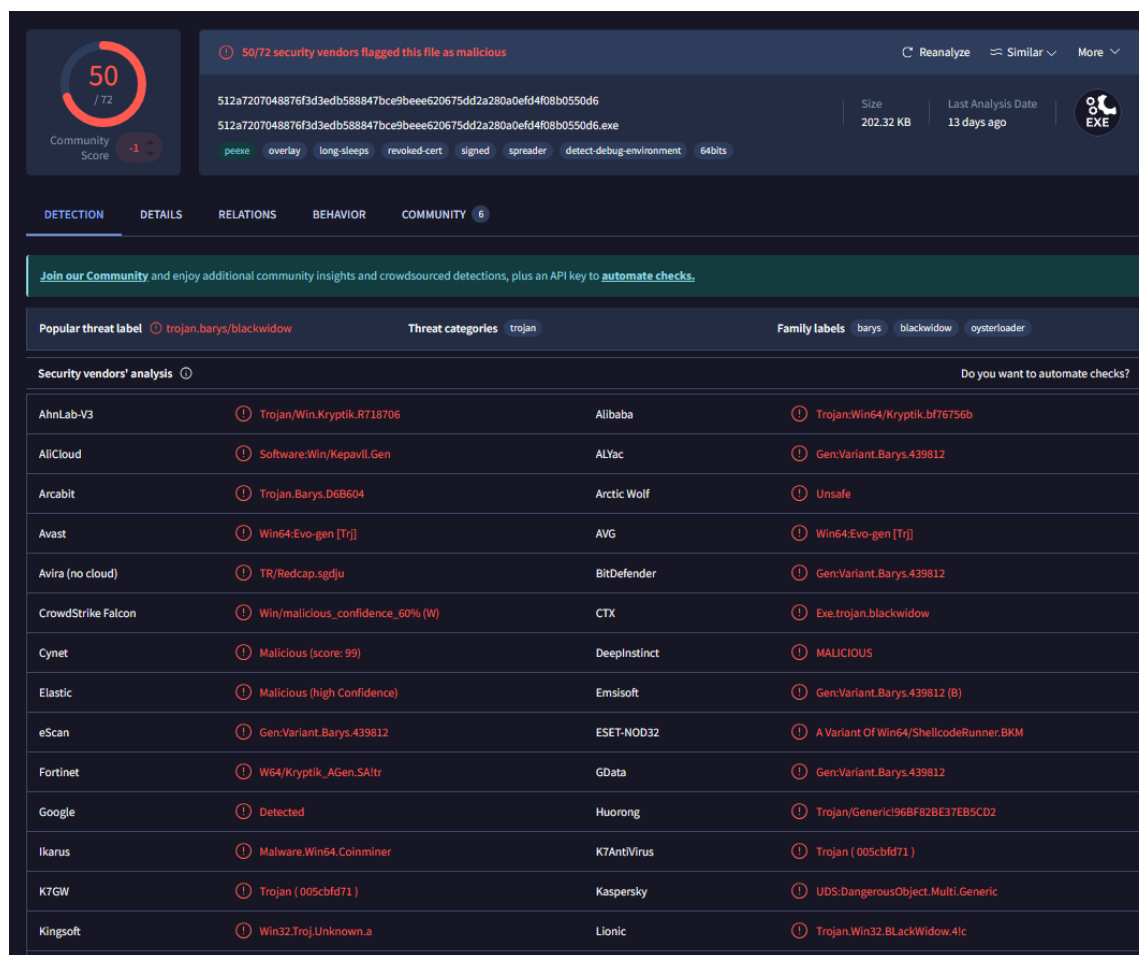 50
/ 72
Community
Score
-1
50/72 security vendors flagged this file as malicious
Reanalyze
Similar
More
512a7207048876f3d3edb588847bce9beee620675dd2a280a0efd4f08b0550d6
512a7207048876f3d3edb588847bce9beee620675dd2a280a0efd4f08b0550d6.exe
peexe overlay long-sleeps revoked-cert signed spreader detect-debug-environment 64bits
Size
202.32 KB
Last Analysis Date
13 days ago
EXE
DETECTION DETAILS RELATIONS BEHAVIOR COMMUNITY 6
Join our Community and enjoy additional community insights and crowdsourced detections, plus an API key to automate checks.
Popular threat label trojan.barys/blackwidow Threat categories trojan Family labels barys blackwidow oysterloader
Security vendors' analysis Do you want to automate checks?
AhnLab-V3 Trojan/Win.Kryptik.R718706 Alibaba Trojan:Win64/Kryptik.bf76756b
AliCloud Software:Win/Kepavll.Gen ALYac Gen:Variant.Barys.439812
Arcabit Trojan.Barys.D6B604 Arctic Wolf Unsafe
Avast Win64:Evo-gen [Trj] AVG Win64:Evo-gen [Trj]
Avira (no cloud) TR/Redcap.sgdju BitDefender Gen:Variant.Barys.439812
CrowdStrike Falcon Win/malicious_confidence_60% (W) CTX Exe.trojan.blackwidow
Cynet Malicious (score: 99) DeepInstinct MALICIOUS
Elastic Malicious (high Confidence) Emsisoft Gen:Variant.Barys.439812 (B)
eScan Gen:Variant.Barys.439812 ESET-NOD32 A Variant Of Win64/ShellcodeRunner.BKM
Fortinet W64/Kryptik_AGen.SA!tr GData Gen:Variant.Barys.439812
Google Detected Huorong Trojan/Generic!96BF82BE37EB5CD2
Ikarus Malware.Win64.Coinminer K7AntiVirus Trojan ( 005cbfd71 )
K7GW Trojan ( 005cbfd71 ) Kaspersky UDS:DangerousObject.Multi.Generic
Kingsoft Win32.Troj.Unknown.a Lionic Trojan.Win32.BLackWidow.4!c